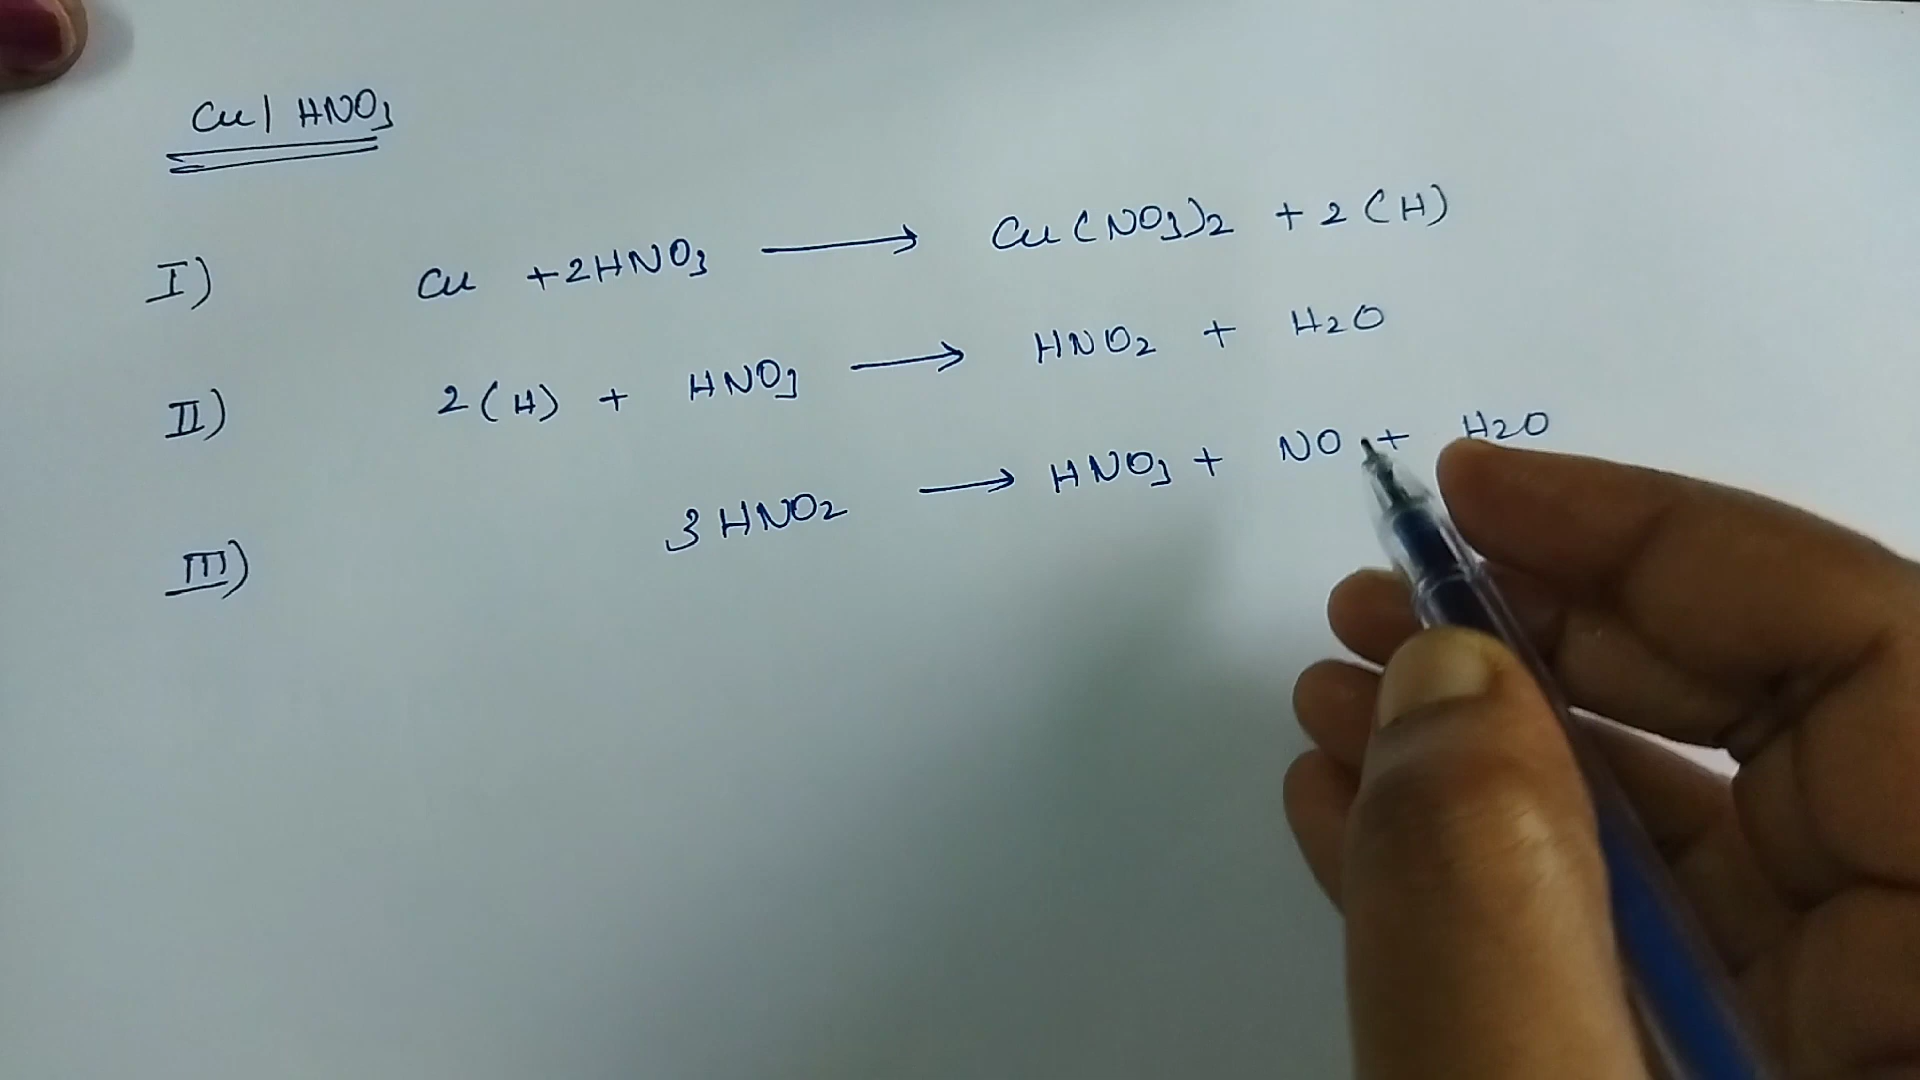 Cu | HNO3
I) Cu + 2HNO3 ⟶ Cu(NO3)2 + 2(H)
II) 2(H) + HNO3 ⟶ HNO2 + H2O
III) 3HNO2 ⟶ HNO3 + NO + H2O